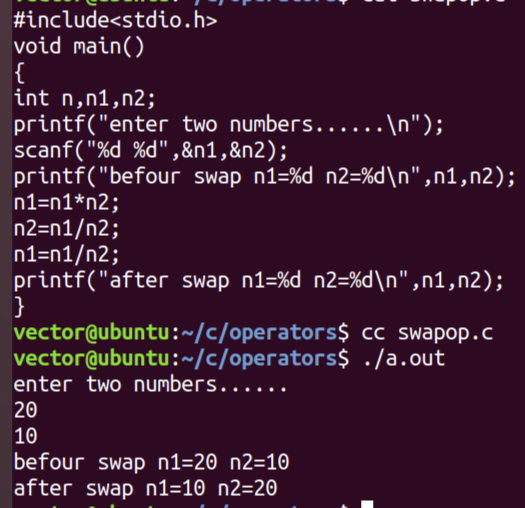 #include<stdio.h>
void main()
{
int n,n1,n2;
printf("enter two numbers......\n");
scanf("%d %d",&n1,&n2);
printf("befour swap n1=%d n2=%d\n",n1,n2);
n1=n1*n2;
n2=n1/n2;
n1=n1/n2;
printf("after swap n1=%d n2=%d\n",n1,n2);
}
vector@ubuntu:~/c/operators$ cc swapop.c
vector@ubuntu:~/c/operators$ ./a.out
enter two numbers......
20
10
befour swap n1=20 n2=10
after swap n1=10 n2=20